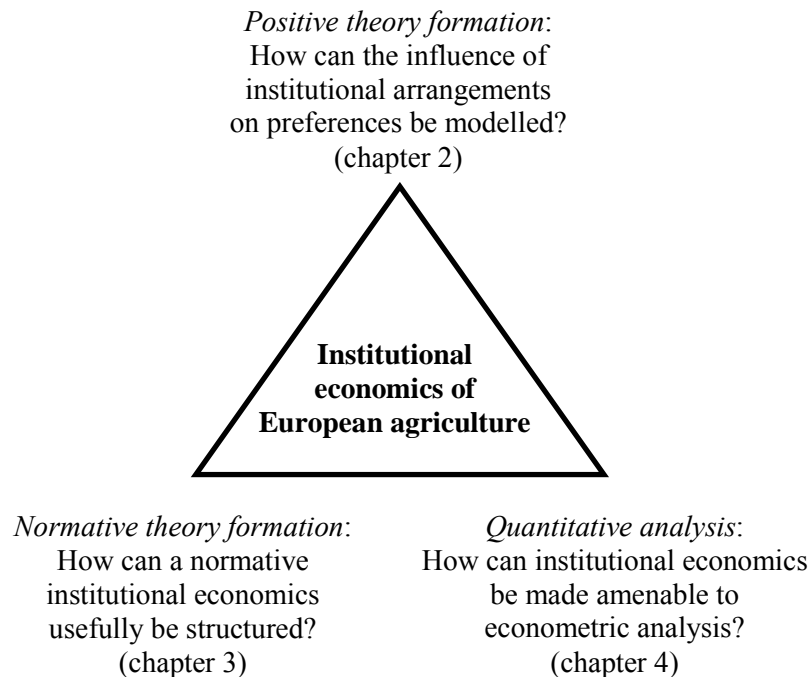 Positive theory formation:
How can the influence of
institutional arrangements
on preferences be modelled?
(chapter 2)
Institutional
economics of
European agriculture
Normative theory formation:
How can a normative
institutional economics
usefully be structured?
(chapter 3)
Quantitative analysis:
How can institutional economics
be made amenable to
econometric analysis?
(chapter 4)